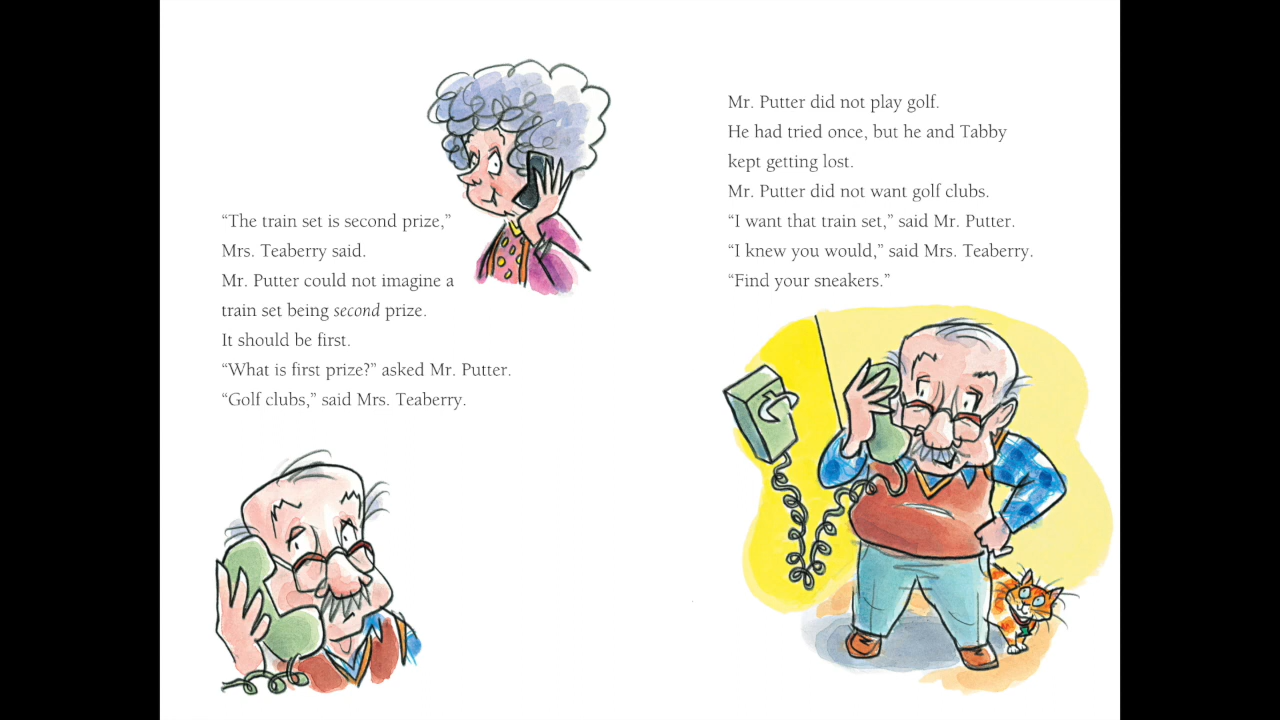 “The train set is second prize,”
Mrs. Teaberry said.
Mr. Putter could not imagine a
train set being second prize.
It should be first.
“What is first prize?” asked Mr. Putter.
“Golf clubs,” said Mrs. Teaberry.
Mr. Putter did not play golf.
He had tried once, but he and Tabby
kept getting lost.
Mr. Putter did not want golf clubs.
“I want that train set,” said Mr. Putter.
“I knew you would,” said Mrs. Teaberry.
“Find your sneakers.”